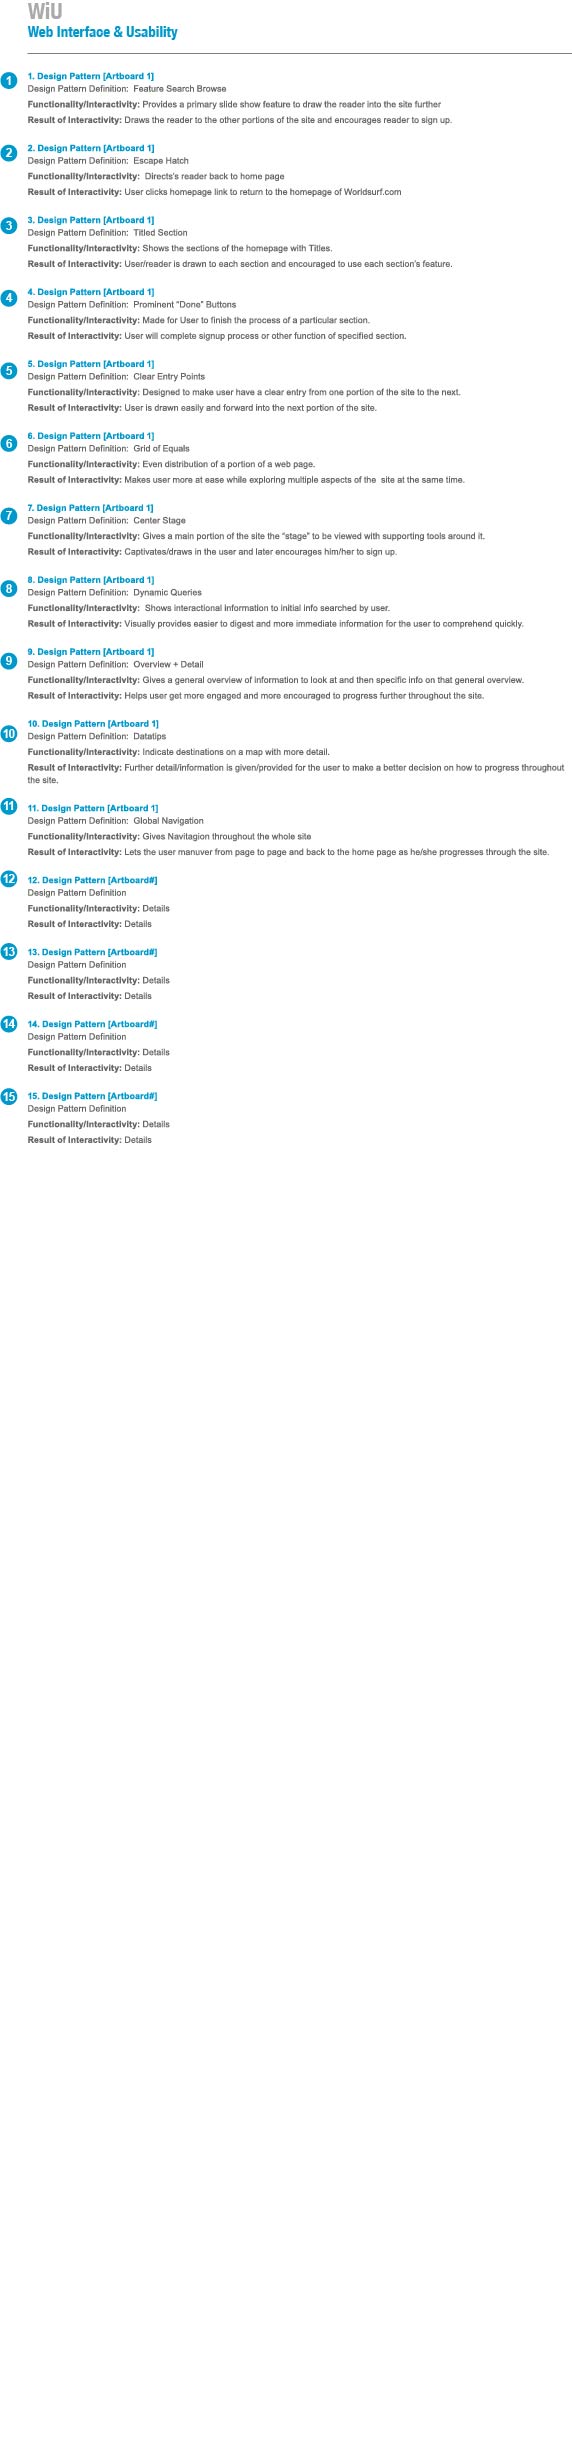 WiU
Web Interface & Usability
1
1. Design Pattern [Artboard 1]
Design Pattern Definition: Feature Search Browse
Functionality/Interactivity: Provides a primary slide show feature to draw the reader into the site further
Result of Interactivity: Draws the reader to the other portions of the site and encourages reader to sign up.
2
2. Design Pattern [Artboard 1]
Design Pattern Definition: Escape Hatch
Functionality/Interactivity: Directs's reader back to home page
Result of Interactivity: User clicks homepage link to return to the homepage of Worldsurf.com
3
3. Design Pattern [Artboard 1]
Design Pattern Definition: Titled Section
Functionality/Interactivity: Shows the sections of the homepage with Titles.
Result of Interactivity: User/reader is drawn to each section and encouraged to use each section's feature.
4
4. Design Pattern [Artboard 1]
Design Pattern Definition: Prominent “Done” Buttons
Functionality/Interactivity: Made for User to finish the process of a particular section.
Result of Interactivity: User will complete signup process or other function of specified section.
5
5. Design Pattern [Artboard 1]
Design Pattern Definition: Clear Entry Points
Functionality/Interactivity: Designed to make user have a clear entry from one portion of the site to the next.
Result of Interactivity: User is drawn easily and forward into the next portion of the site.
6
6. Design Pattern [Artboard 1]
Design Pattern Definition: Grid of Equals
Functionality/Interactivity: Even distribution of a portion of a web page.
Result of Interactivity: Makes user more at ease while exploring multiple aspects of the site at the same time.
7
7. Design Pattern [Artboard 1]
Design Pattern Definition: Center Stage
Functionality/Interactivity: Gives a main portion of the site the “stage” to be viewed with supporting tools around it.
Result of Interactivity: Captivates/draws in the user and later encourages him/her to sign up.
8
8. Design Pattern [Artboard 1]
Design Pattern Definition: Dynamic Queries
Functionality/Interactivity: Shows interactional information to initial info searched by user.
Result of Interactivity: Visually provides easier to digest and more immediate information for the user to comprehend quickly.
9
9. Design Pattern [Artboard 1]
Design Pattern Definition: Overview + Detail
Functionality/Interactivity: Gives a general overview of information to look at and then specific info on that general overview.
Result of Interactivity: Helps user get more engaged and more encouraged to progress further throughout the site.
10
10. Design Pattern [Artboard 1]
Design Pattern Definition: Datatips
Functionality/Interactivity: Indicate destinations on a map with more detail.
Result of Interactivity: Further detail/information is given/provided for the user to make a better decision on how to progress throughout
the site.
11
11. Design Pattern [Artboard 1]
Design Pattern Definition: Global Navigation
Functionality/Interactivity: Gives Navitagion throughout the whole site
Result of Interactivity: Lets the user manuver from page to page and back to the home page as he/she progresses through the site.
12
12. Design Pattern [Artboard#]
Design Pattern Definition
Functionality/Interactivity: Details
Result of Interactivity: Details
13
13. Design Pattern [Artboard#]
Design Pattern Definition
Functionality/Interactivity: Details
Result of Interactivity: Details
14
14. Design Pattern [Artboard#]
Design Pattern Definition
Functionality/Interactivity: Details
Result of Interactivity: Details
15
15. Design Pattern [Artboard#]
Design Pattern Definition
Functionality/Interactivity: Details
Result of Interactivity: Details